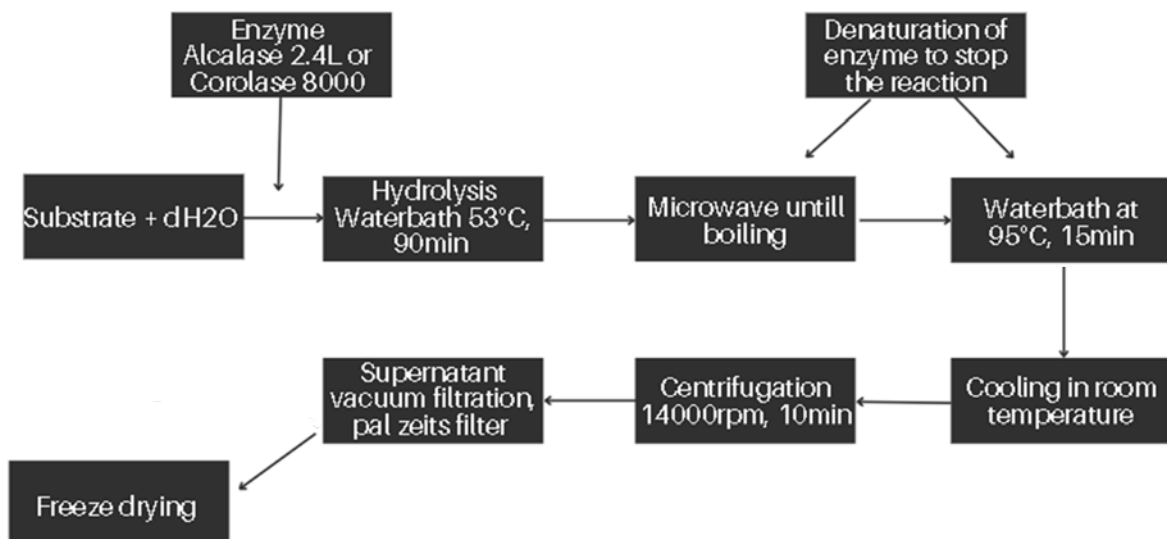 Enzyme
Alcalase 2.4L or
Corolase 8000
Denaturation of
enzyme to stop
the reaction
Substrate + dH2O
Hydrolysis
Waterbath 53°C,
90min
Microwave untill
boiling
Waterbath at
95°C, 15min
Supernatant
vacuum filtration,
pal zeits filter
Centrifugation
14000rpm, 10min
Cooling in room
temperature
Freeze drying